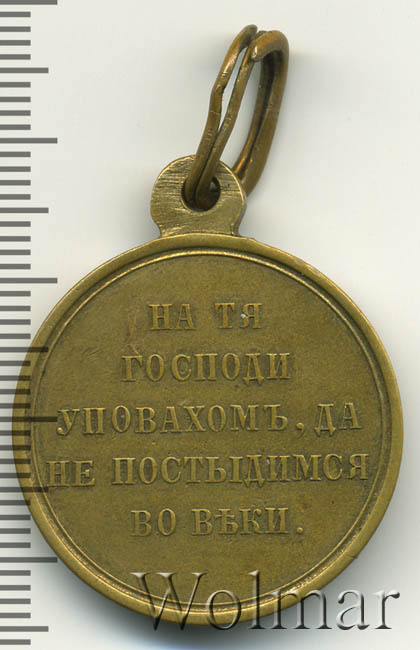 НА ТЯ
ГОСПОДИ
УПОВАХОМЪ, ДА
НЕ ПОСТЫДИМСЯ
ВО ВѢКИ.
Wolmar